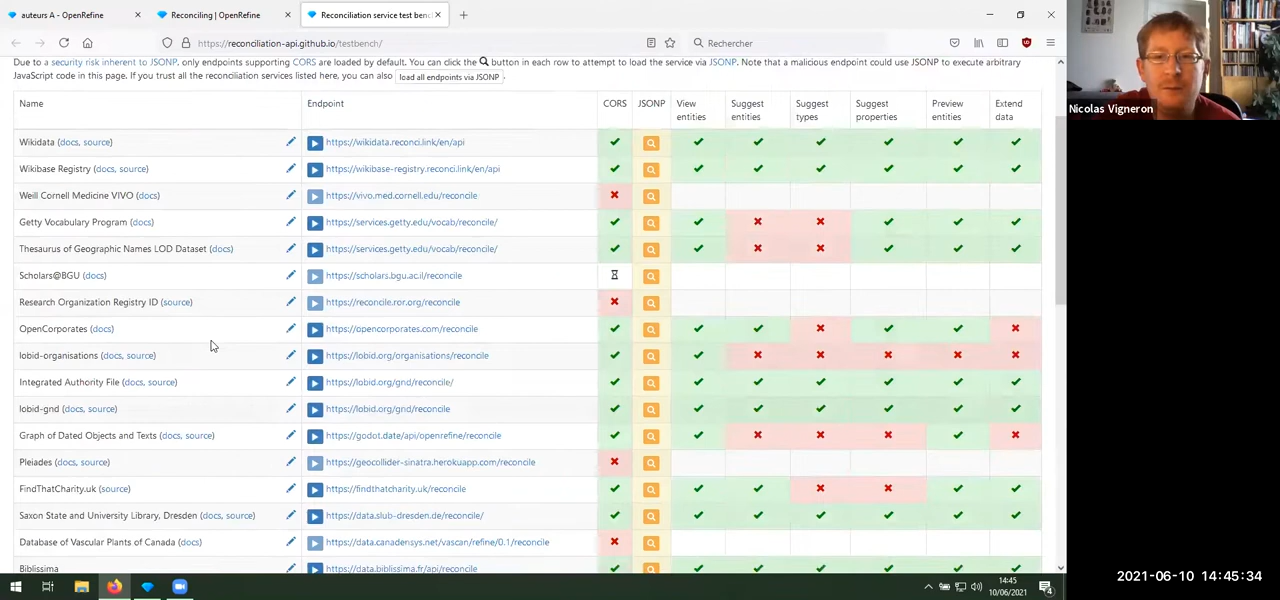 auteurs A - OpenRefine
Reconciling | OpenRefine
Reconciliation service test benc
https://reconciliation-api.github.io/testbench/
Rechercher
Due to a security risk inherent to JSONP, only endpoints supporting CORS are loaded by default. You can click the button in each row to attempt to load the service via JSONP. Note that a malicious endpoint could use JSONP to execute arbitrary
JavaScript code in this page. If you trust all the reconciliation services listed here, you can also load all endpoints via JSONP .
Name Endpoint CORS JSONP View entities Suggest entities Suggest types Suggest properties Preview entities Extend data
Wikidata (docs, source) https://wikidata.reconci.link/en/api
Wikibase Registry (docs, source) https://wikibase-registry.reconci.link/en/api
Weill Cornell Medicine VIVO (docs) https://vivo.med.cornell.edu/reconcile
Getty Vocabulary Program (docs) https://services.getty.edu/vocab/reconcile/
Thesaurus of Geographic Names LOD Dataset (docs) https://services.getty.edu/vocab/reconcile/
Scholars@BGU (docs) https://scholars.bgu.ac.il/reconcile
Research Organization Registry ID (source) https://reconcile.ror.org/reconcile
OpenCorporates (docs) https://opencorporates.com/reconcile
lobid-organisations (docs, source) https://lobid.org/organisations/reconcile
Integrated Authority File (docs, source) https://lobid.org/gnd/reconcile/
lobid-gnd (docs, source) https://lobid.org/gnd/reconcile
Graph of Dated Objects and Texts (docs, source) https://godot.date/api/openrefine/reconcile
Pleiades (docs, source) https://geocollider-sinatra.herokuapp.com/reconcile
FindThatCharity.uk (source) https://findthatcharity.uk/reconcile
Saxon State and University Library, Dresden (docs, source) https://data.slub-dresden.de/reconcile/
Database of Vascular Plants of Canada (docs) https://data.canadensys.net/vascan/refine/0.1/reconcile
Biblissima https://data.biblissima.fr/api/reconcile
Nicolas Vigneron
14:45
10/06/2021
4
2021-06-10 14:45:34